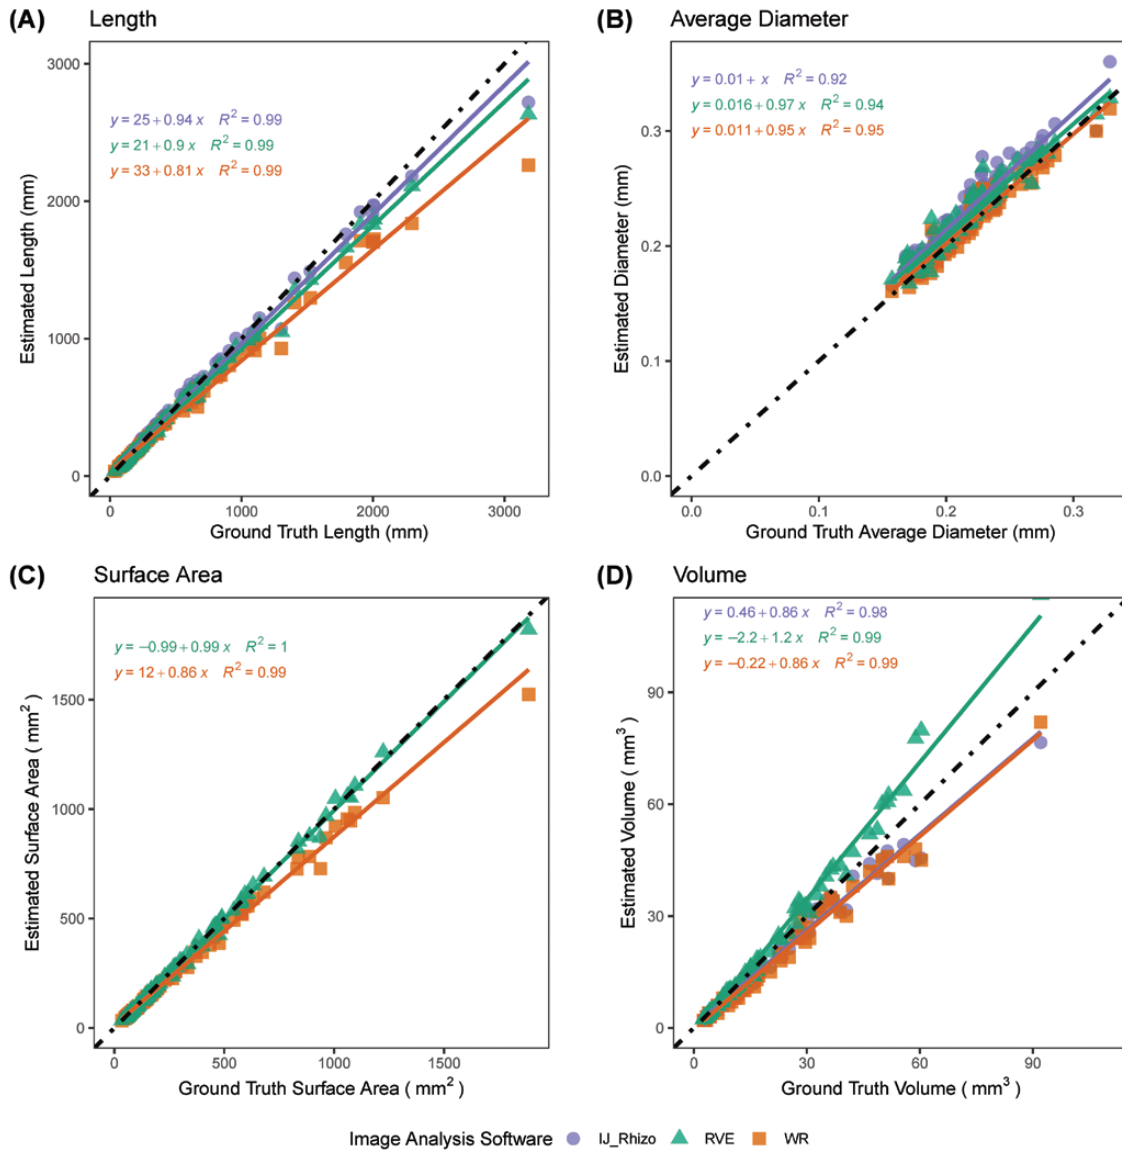 (A) Length
3000
2000
1000
0
y = 25 + 0.94 x R² = 0.99
y = 21 + 0.9 x R² = 0.99
y = 33 + 0.81 x R² = 0.99
Estimated Length (mm)
0 1000 2000 3000
Ground Truth Length (mm)
(B) Average Diameter
0.3
0.2
0.1
0.0
y = 0.01 + x R² = 0.92
y = 0.016 + 0.97 x R² = 0.94
y = 0.011 + 0.95 x R² = 0.95
Estimated Diameter (mm)
0.0 0.1 0.2 0.3
Ground Truth Average Diameter (mm)
(C) Surface Area
1500
1000
500
0
y = −0.99 + 0.99 x R² = 1
y = 12 + 0.86 x R² = 0.99
Estimated Surface Area ( mm² )
0 500 1000 1500
Ground Truth Surface Area ( mm² )
(D) Volume
90
60
30
0
y = 0.46 + 0.86 x R² = 0.98
y = −2.2 + 1.2 x R² = 0.99
y = −0.22 + 0.86 x R² = 0.99
Estimated Volume ( mm³ )
0 30 60 90
Ground Truth Volume ( mm³ )
Image Analysis Software IJ_Rhizo RVE WR